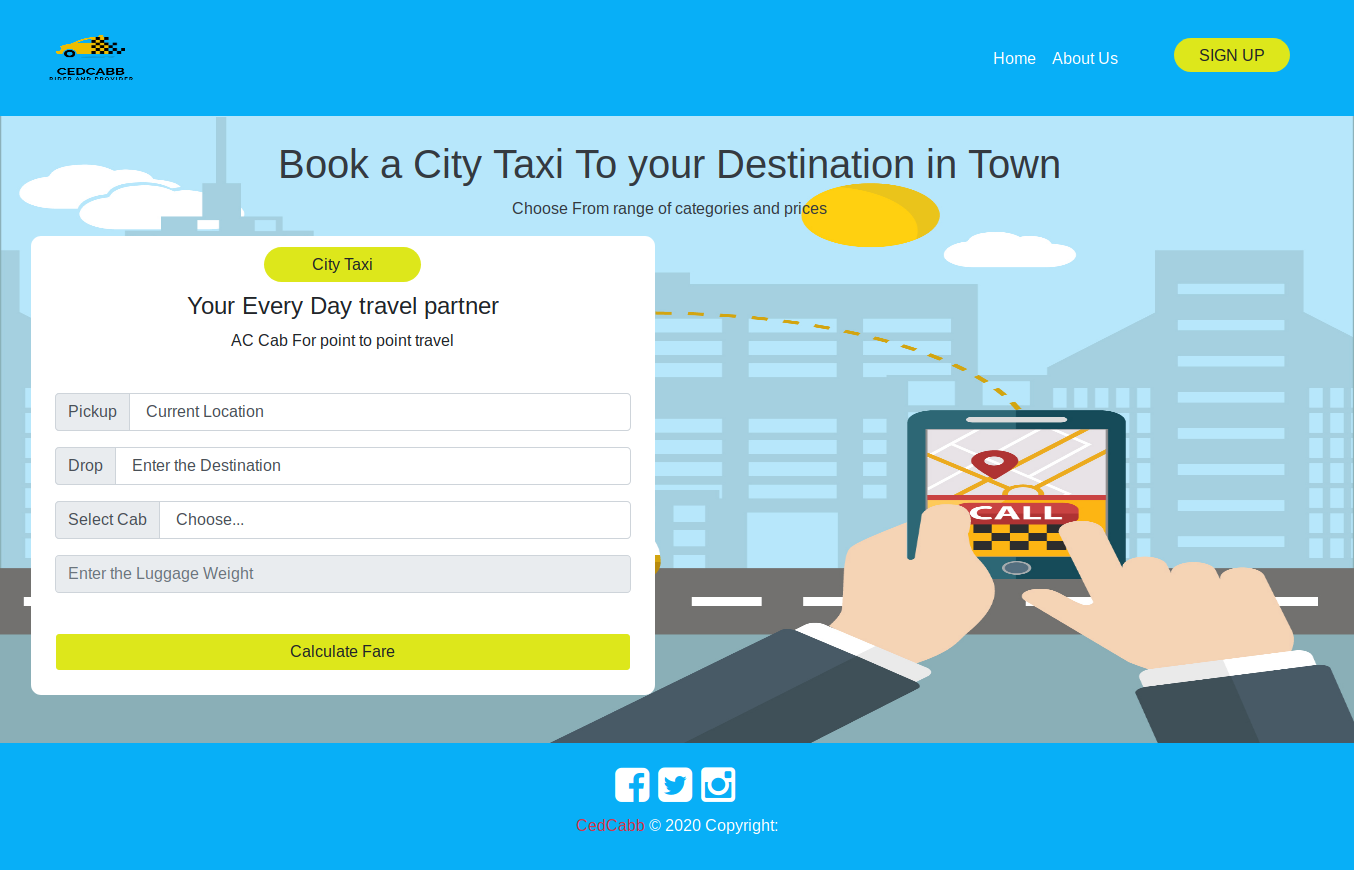 CEDCABB
RIDER AND PROVIDER
Home
About Us
SIGN UP
Book a City Taxi To your Destination in Town
Choose From range of categories and prices
City Taxi
Your Every Day travel partner
AC Cab For point to point travel
Pickup Current Location
Drop Enter the Destination
Select Cab Choose...
Enter the Luggage Weight
Calculate Fare
CALL
CedCabb © 2020 Copyright: